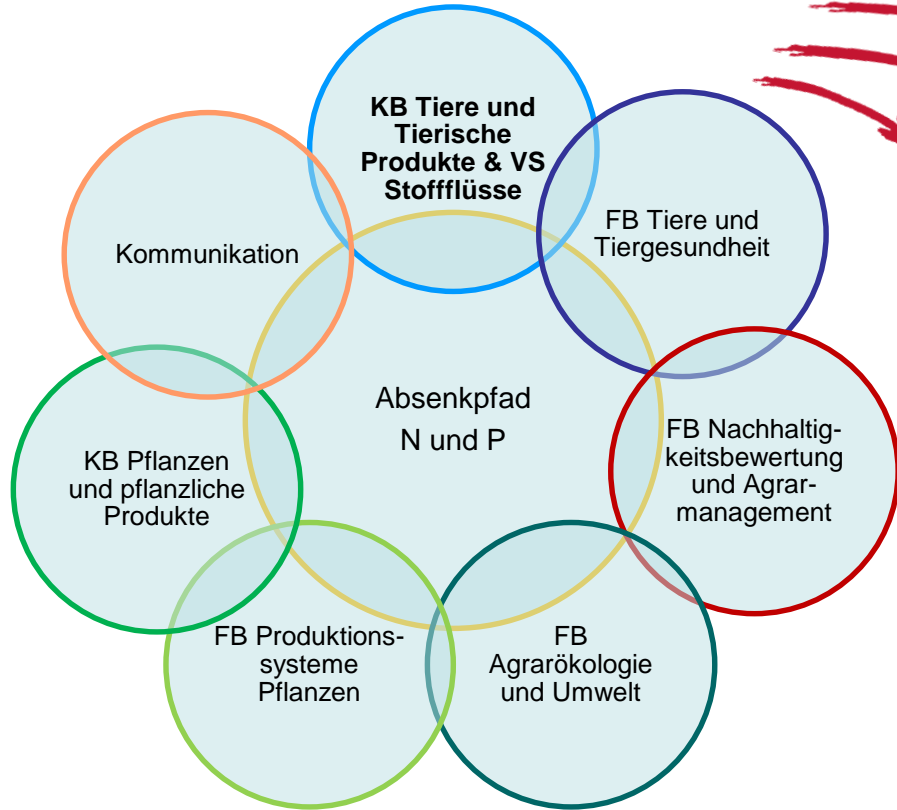 KB Tiere und
Tierische
Produkte & VS
Stoffflüsse
FB Tiere und
Tiergesundheit
Kommunikation
Absenkpfad
N und P
FB Nachhaltig-
keitsbewertung
und Agrar-
management
KB Pflanzen
und pflanzliche
Produkte
FB Produktions-
systeme
Pflanzen
FB
Agrarökologie
und Umwelt